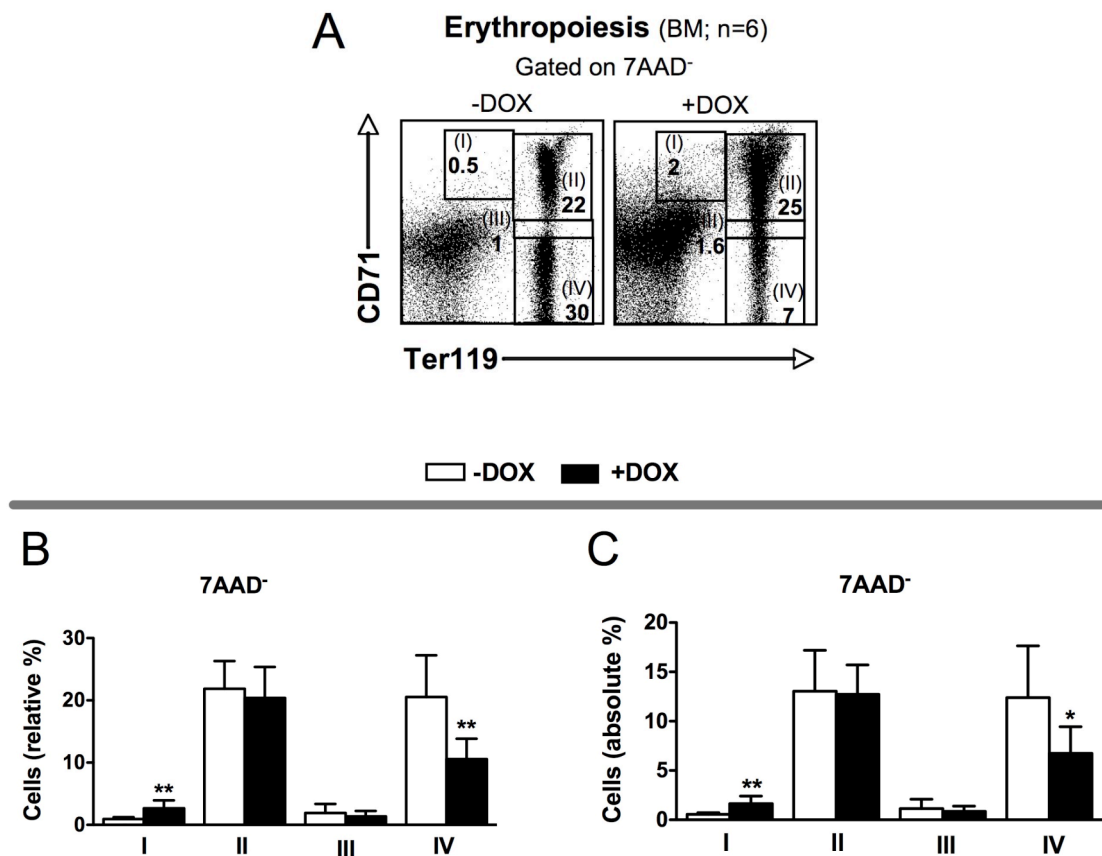 A
Erythropoiesis (BM; n=6)
Gated on 7AAD⁻
-DOX +DOX
(I) (I)
0.5 2
(II) (II)
22 25
(III) (III)
1 1.6
(IV) (IV)
30 7
CD71
Ter119
-DOX +DOX
B
7AAD⁻
Cells (relative %)
30
20
10
0
**
**
I II III IV
C
7AAD⁻
Cells (absolute %)
20
15
10
5
0
**
*
I II III IV